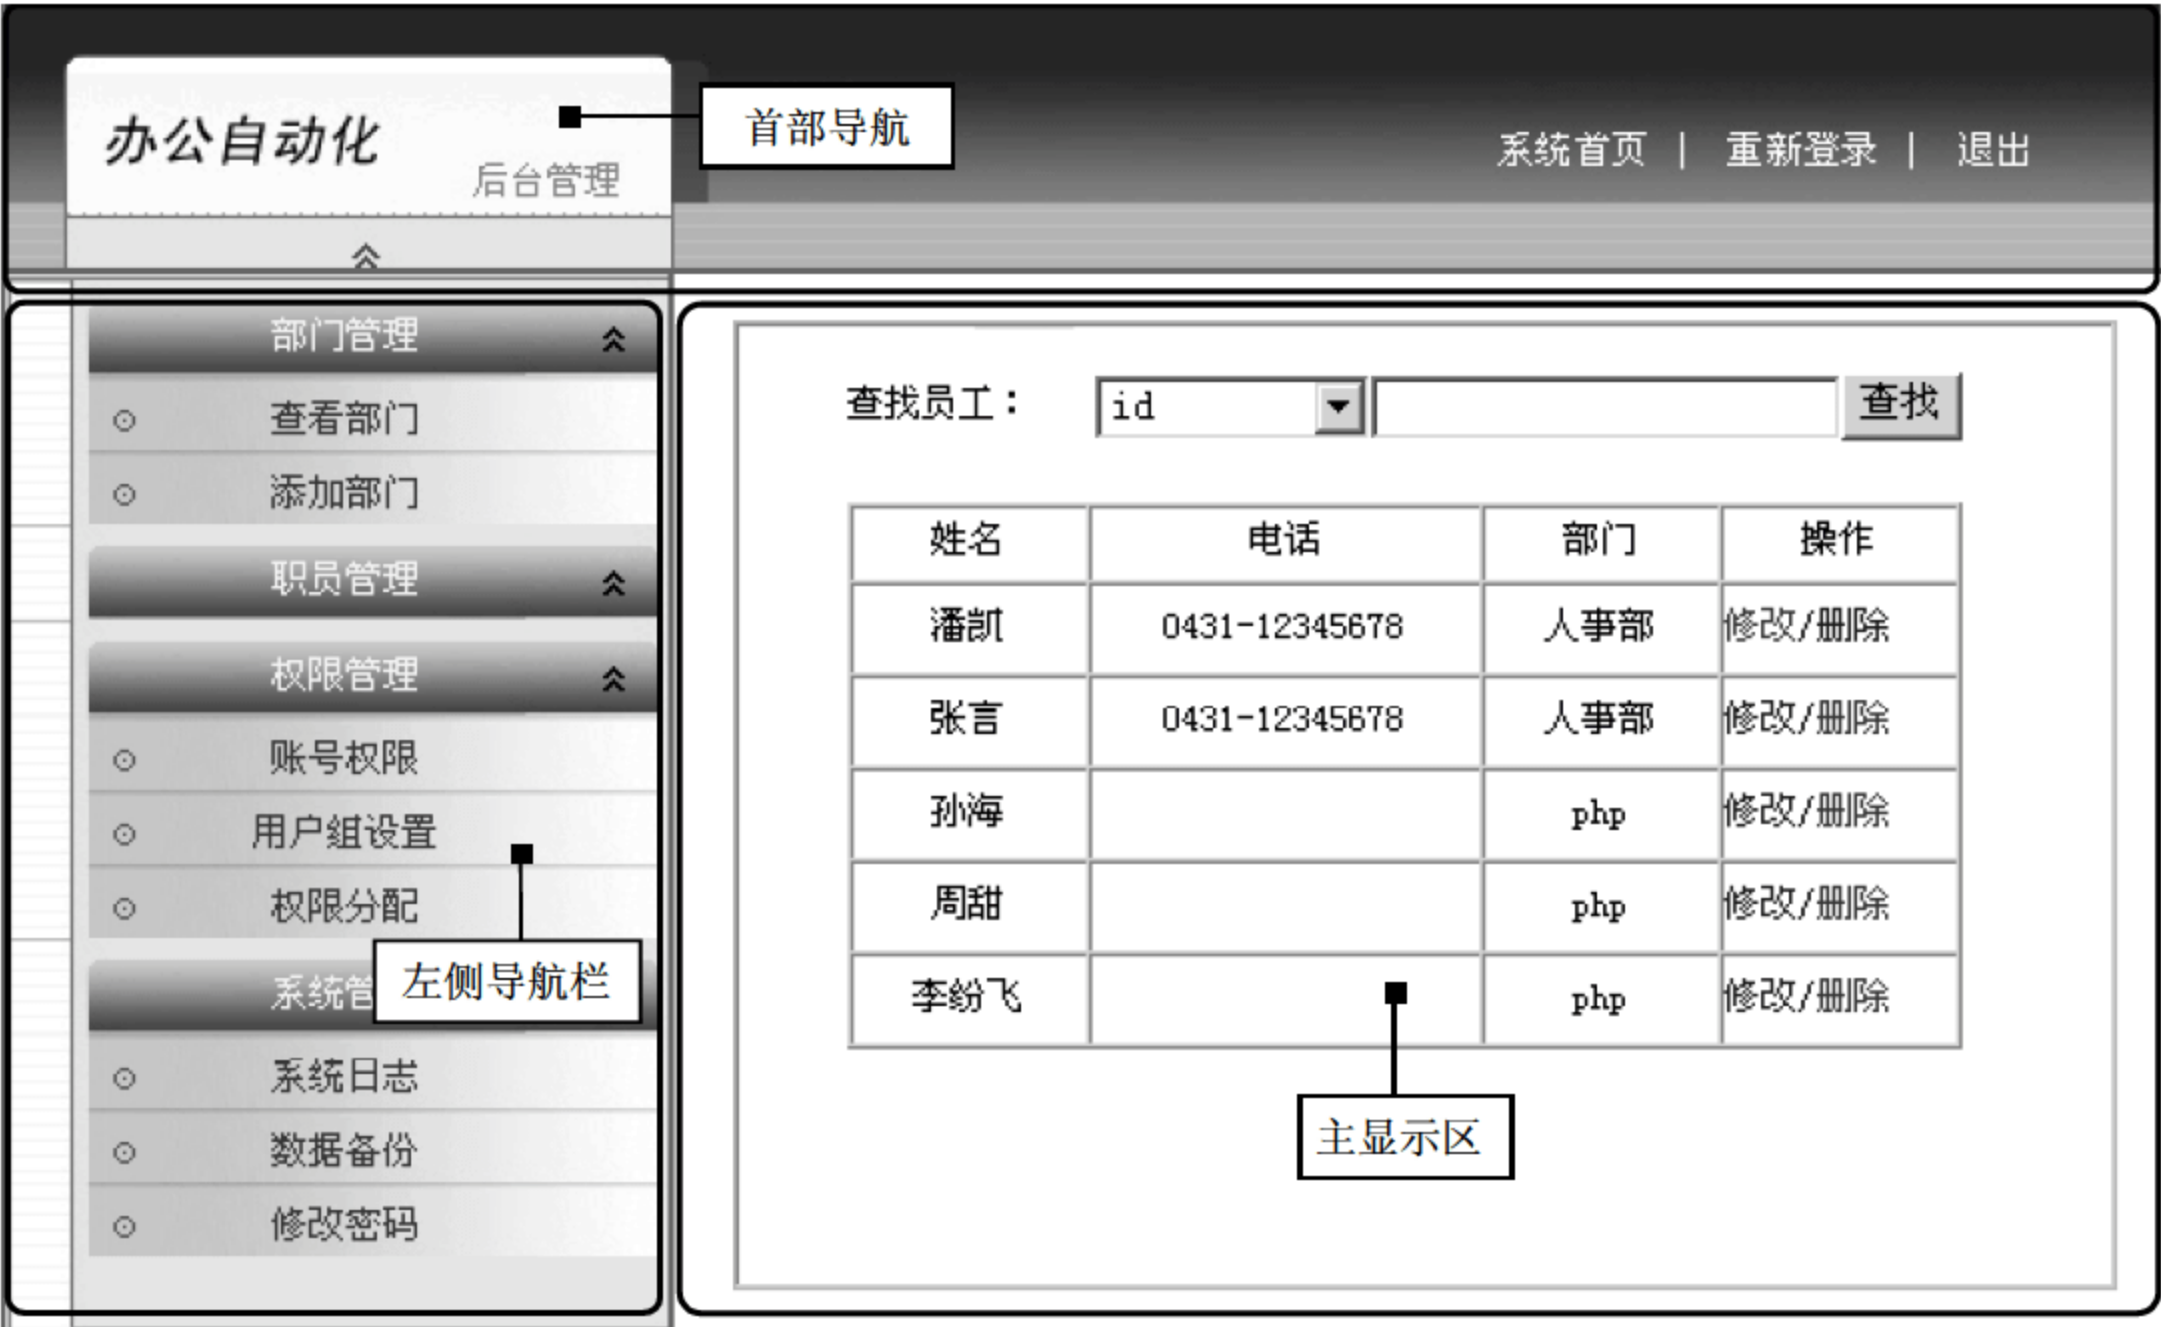 办公自动化
后台管理
首部导航
系统首页 | 重新登录 | 退出
部门管理
查看部门
添加部门
职员管理
权限管理
账号权限
用户组设置
权限分配
系统管
左侧导航栏
系统日志
数据备份
修改密码
查找员工： id 查找
姓名 电话 部门 操作
潘凯 0431-12345678 人事部 修改/删除
张言 0431-12345678 人事部 修改/删除
孙海 php 修改/删除
周甜 php 修改/删除
李纷飞 php 修改/删除
主显示区